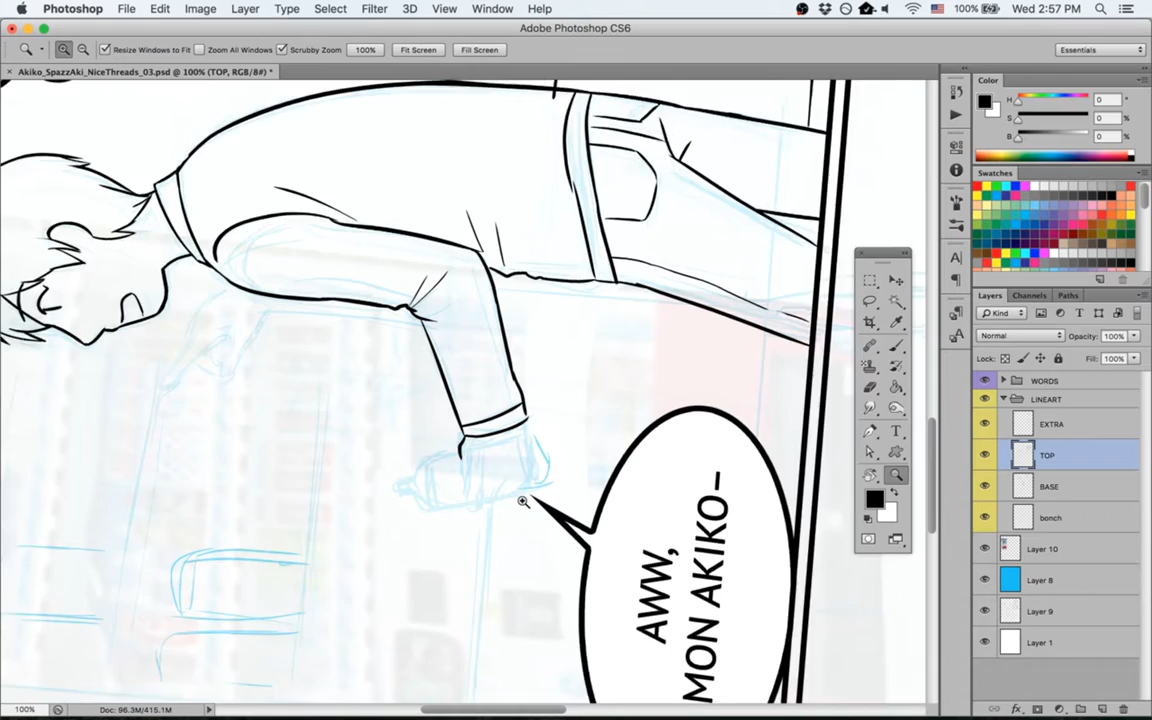 Photoshop File Edit Image Layer Type Select Filter 3D View Window Help 100% Wed 2:57 PM
Adobe Photoshop CS6
Resize Windows to Fit Zoom All Windows Scrubby Zoom 100% Fit Screen Fill Screen Essentials
× Akiko_SpazzAki_NiceThreads_03.psd @ 100% (TOP, RGB/8#) *
Color
H 0 °
S 0 %
B 0 %
Swatches
Layers Channels Paths
Kind
Normal Opacity: 100%
Lock: Fill: 100%
WORDS
LINEART
EXTRA
TOP
BASE
bonch
Layer 10
Layer 8
Layer 9
Layer 1
AWW,
MON AKIKO–
100% Doc: 96.3M/415.1M
fx